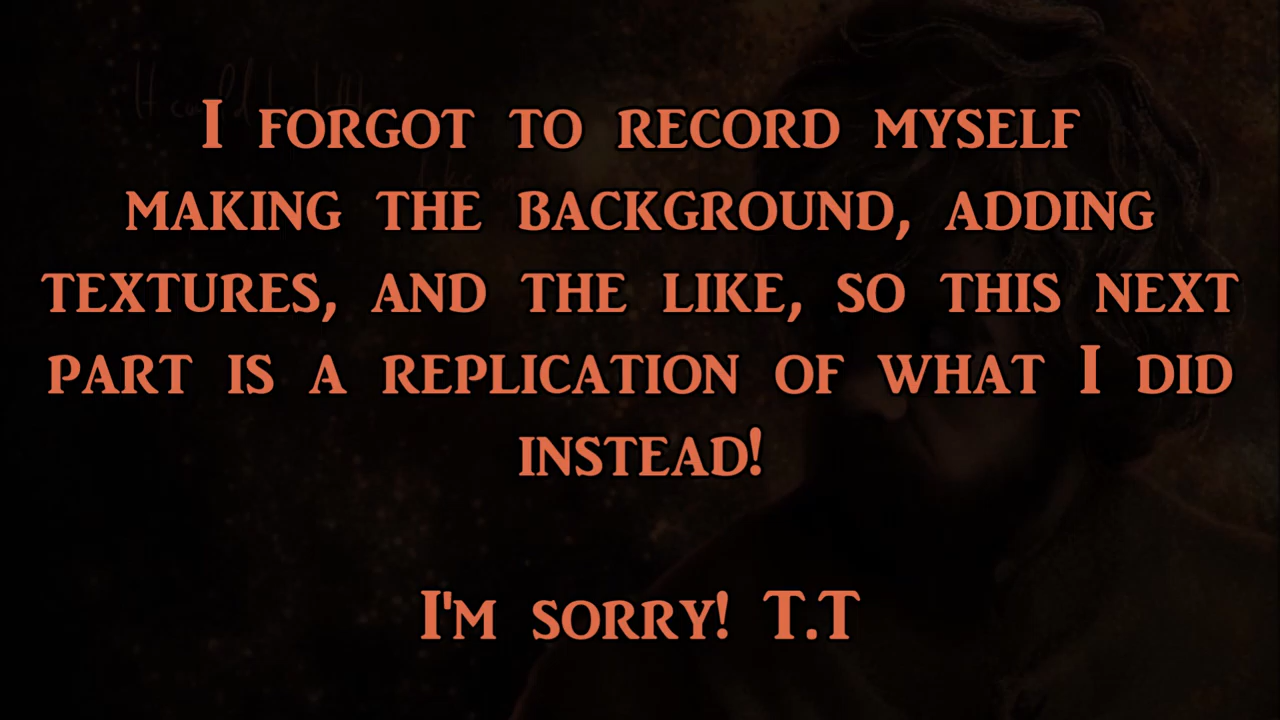 I FORGOT TO RECORD MYSELF
MAKING THE BACKGROUND, ADDING
TEXTURES, AND THE LIKE, SO THIS NEXT
PART IS A REPLICATION OF WHAT I DID
INSTEAD!
I'M SORRY! T.T